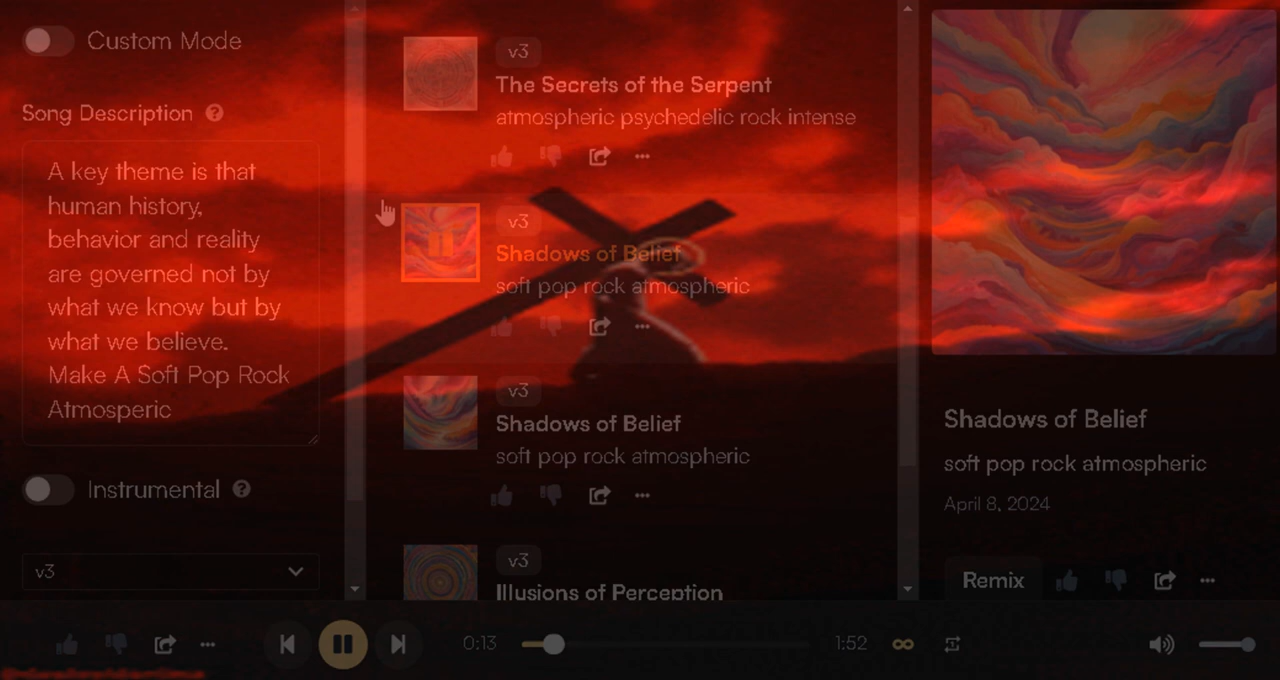 Custom Mode
Song Description
A key theme is that
human history,
behavior and reality
are governed not by
what we know but by
what we believe.
Make A Soft Pop Rock
Atmosperic
Instrumental
v3
v3
The Secrets of the Serpent
atmospheric psychedelic rock intense
v3
Shadows of Belief
soft pop rock atmospheric
v3
Shadows of Belief
soft pop rock atmospheric
v3
Illusions of Perception
Shadows of Belief
soft pop rock atmospheric
April 8, 2024
Remix
0:13
1:52